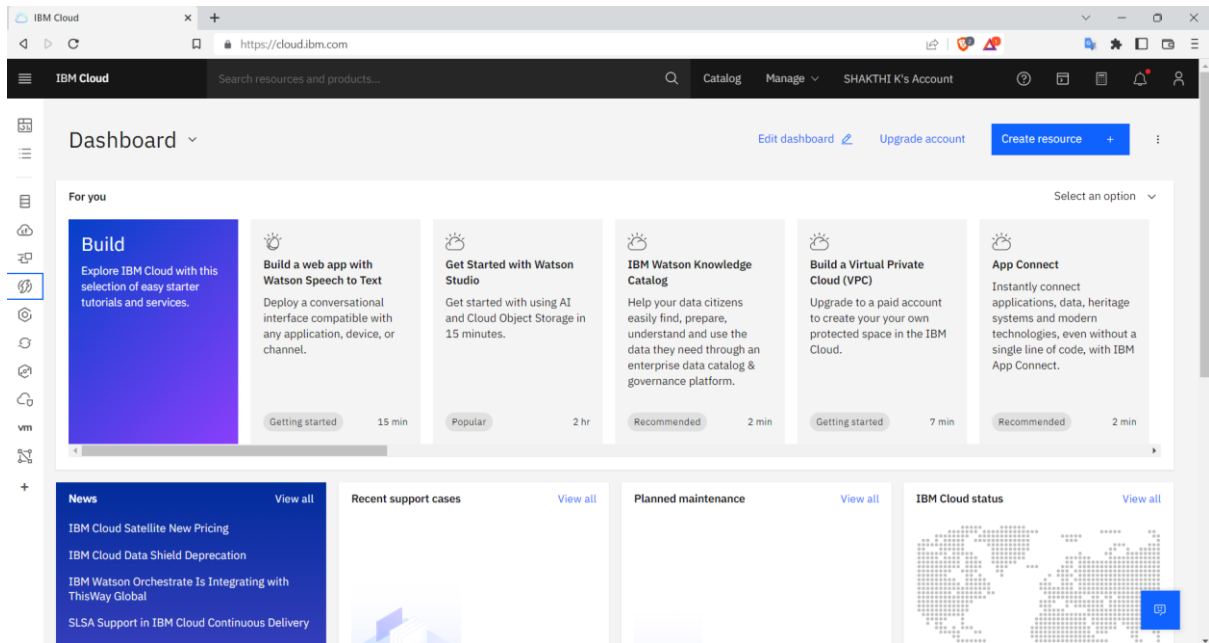 IBM Cloud
https://cloud.ibm.com
IBM Cloud
Search resources and products...
Catalog
Manage
SHAKTHI K's Account
Dashboard
Edit dashboard
Upgrade account
Create resource +
For you
Select an option
Build
Explore IBM Cloud with this
selection of easy starter
tutorials and services.
Build a web app with
Watson Speech to Text
Deploy a conversational
interface compatible with
any application, device, or
channel.
Getting started 15 min
Get Started with Watson
Studio
Get started with using AI
and Cloud Object Storage in
15 minutes.
Popular 2 hr
IBM Watson Knowledge
Catalog
Help your data citizens
easily find, prepare,
understand and use the
data they need through an
enterprise data catalog &
governance platform.
Recommended 2 min
Build a Virtual Private
Cloud (VPC)
Upgrade to a paid account
to create your your own
protected space in the IBM
Cloud.
Getting started 7 min
App Connect
Instantly connect
applications, data, heritage
systems and modern
technologies, even without a
single line of code, with IBM
App Connect.
Recommended 2 min
vm
News View all
IBM Cloud Satellite New Pricing
IBM Cloud Data Shield Deprecation
IBM Watson Orchestrate Is Integrating with
ThisWay Global
SLSA Support in IBM Cloud Continuous Delivery
Recent support cases View all
Planned maintenance View all
IBM Cloud status View all